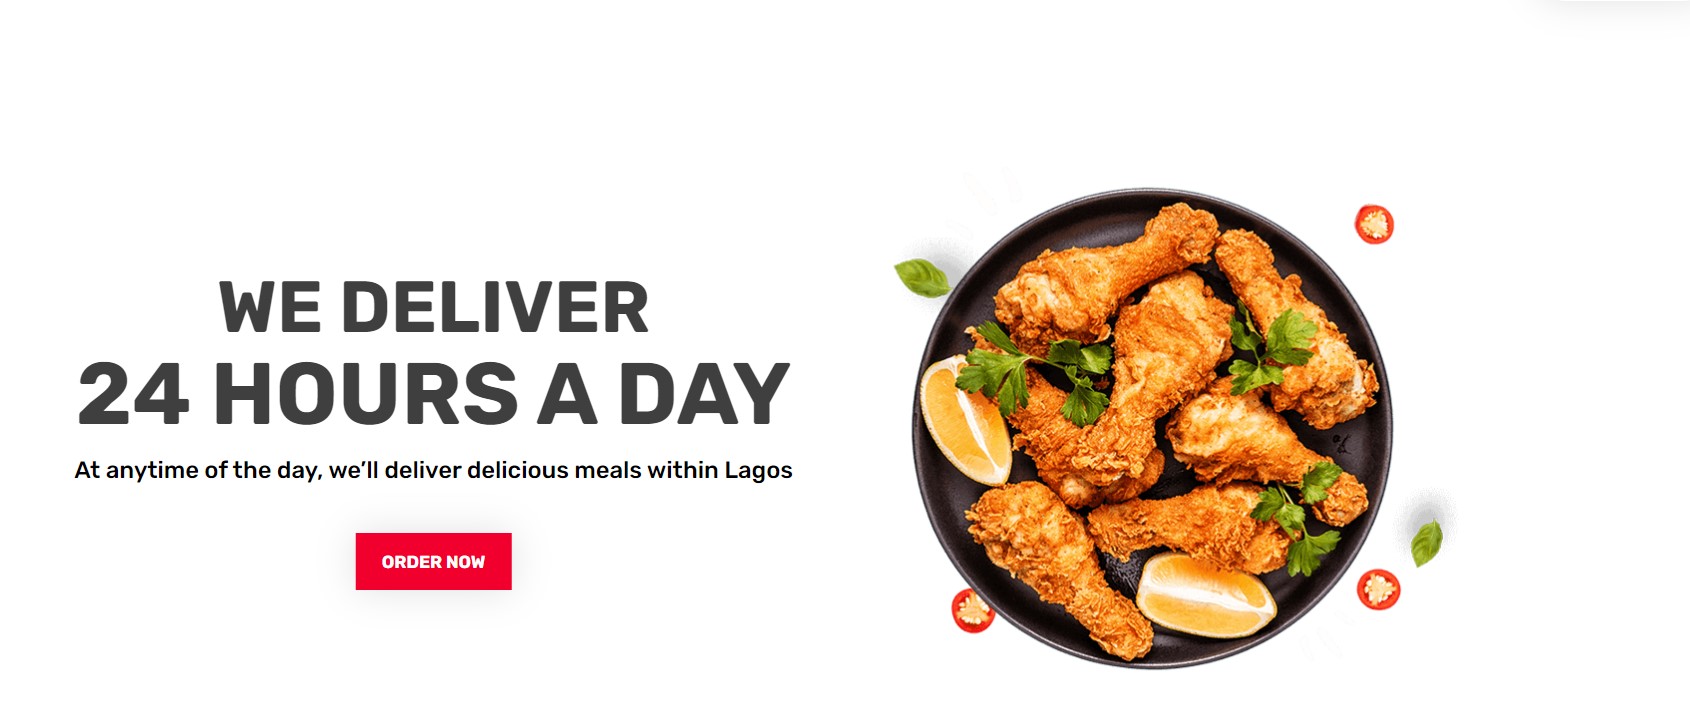 WE DELIVER
24 HOURS A DAY
At anytime of the day, we’ll deliver delicious meals within Lagos
ORDER NOW